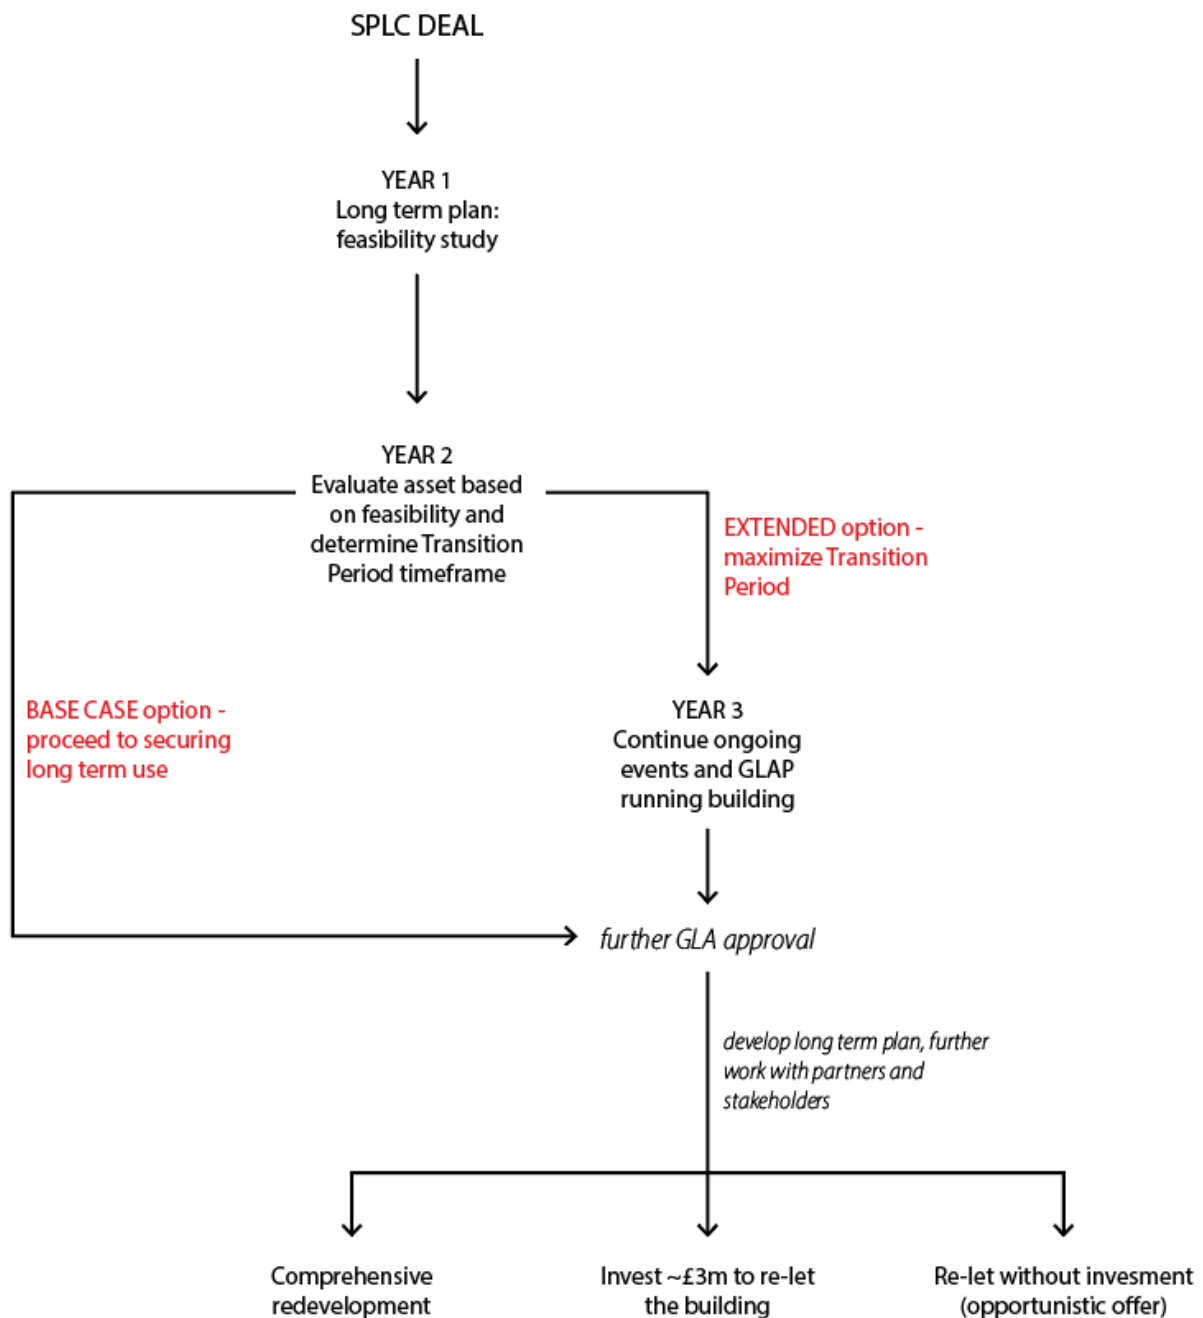 SPLC DEAL
YEAR 1
Long term plan:
feasibility study
YEAR 2
Evaluate asset based
on feasibility and
determine Transition
Period timeframe
EXTENDED option -
maximize Transition
Period
BASE CASE option -
proceed to securing
long term use
YEAR 3
Continue ongoing
events and GLAP
running building
further GLA approval
develop long term plan, further
work with partners and
stakeholders
Comprehensive
redevelopment
Invest ~£3m to re-let
the building
Re-let without invesment
(opportunistic offer)